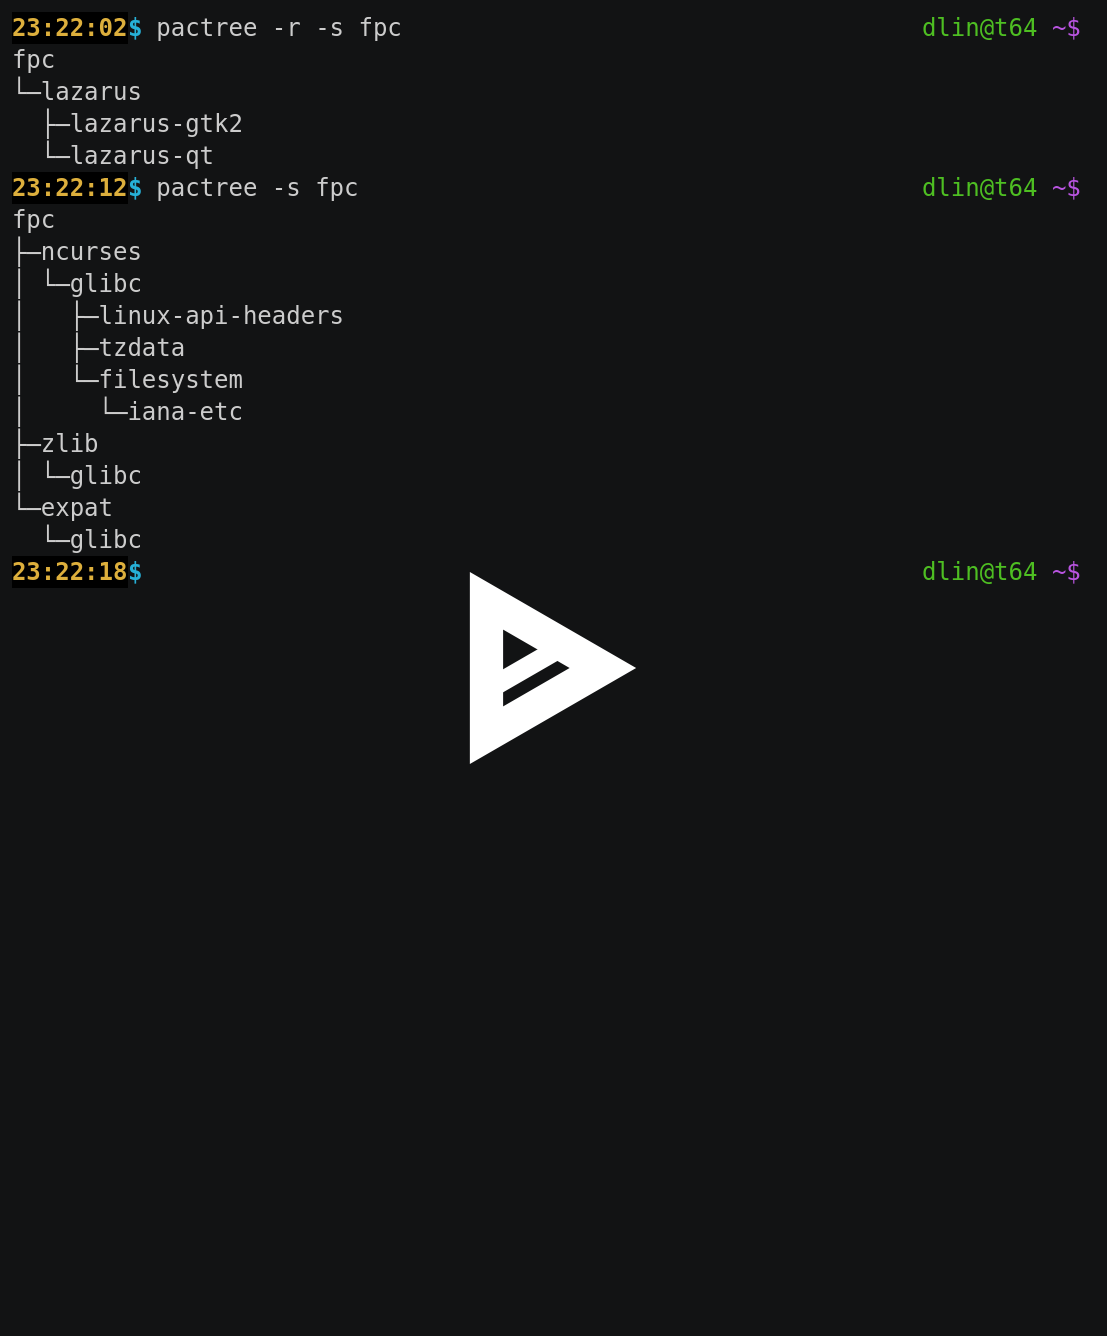 23:22:02$ pactree -r -s fpc dlin@t64 ~$
fpc
└─lazarus
  ├─lazarus-gtk2
  └─lazarus-qt
23:22:12$ pactree -s fpc dlin@t64 ~$
fpc
├─ncurses
│ └─glibc
│   ├─linux-api-headers
│   ├─tzdata
│   └─filesystem
│     └─iana-etc
├─zlib
│ └─glibc
└─expat
  └─glibc
23:22:18$ dlin@t64 ~$